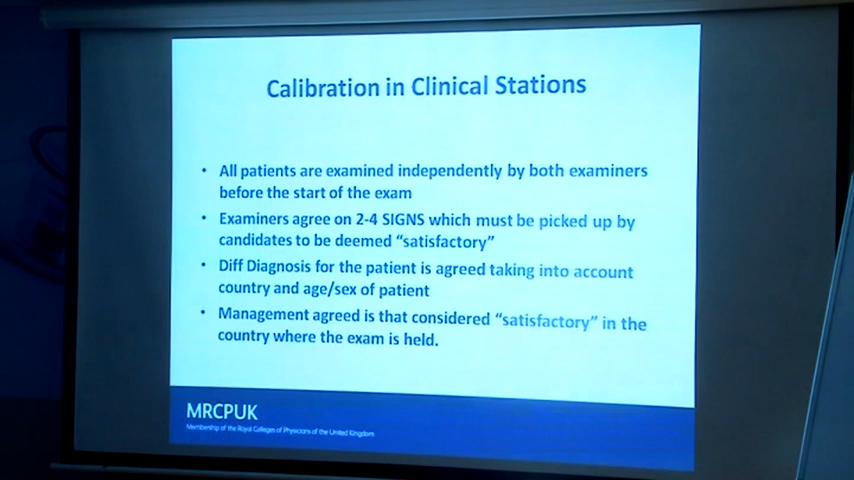 Calibration in Clinical Stations
• All patients are examined independently by both examiners
before the start of the exam
• Examiners agree on 2-4 SIGNS which must be picked up by
candidates to be deemed “satisfactory”
• Diff Diagnosis for the patient is agreed taking into account
country and age/sex of patient
• Management agreed is that considered “satisfactory” in the
country where the exam is held.
MRCPUK
Membership of the Royal Colleges of Physicians of the United Kingdom